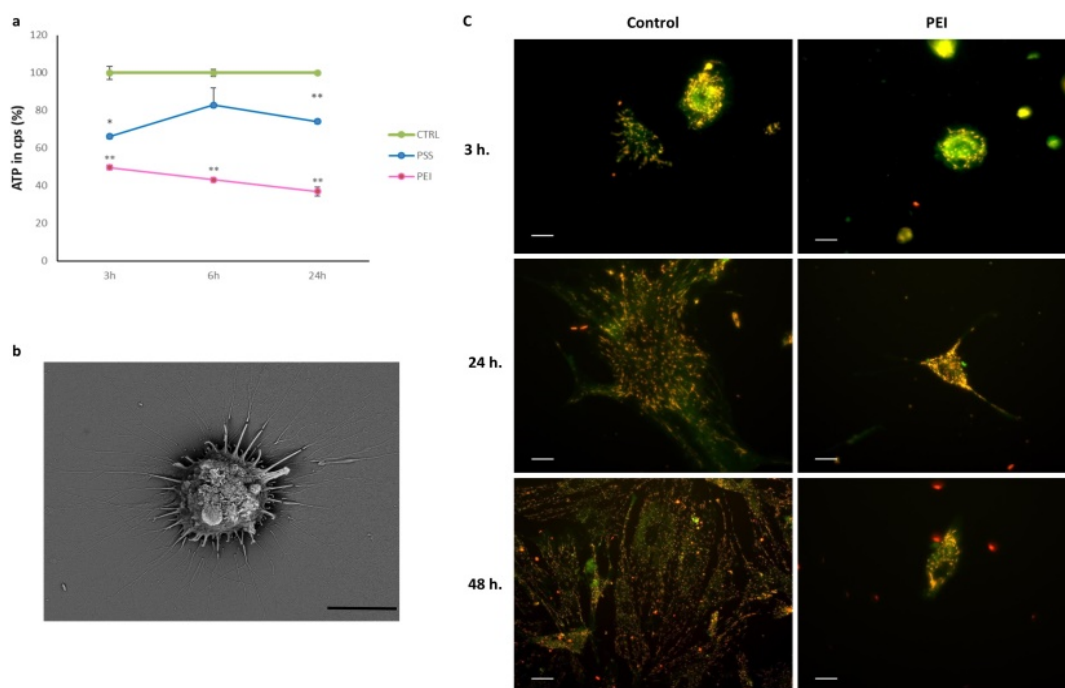 a
120
100
80
60
40
20
0
ATP in cps (%)
*
**
**
**
**
3h
6h
24h
CTRL
PSS
PEI
b
C
Control
PEI
3 h.
24 h.
48 h.